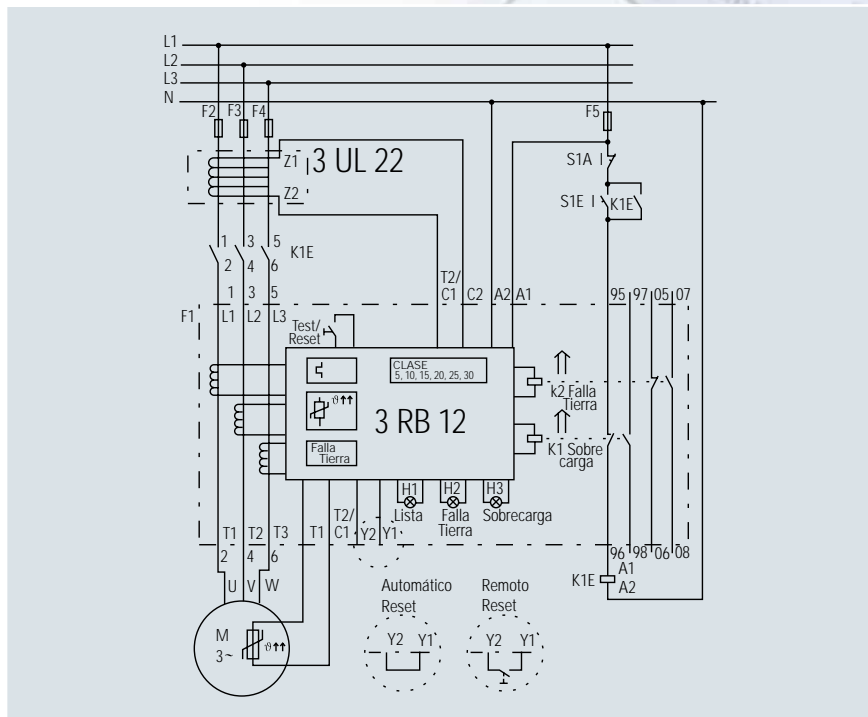 L1
L2
L3
N
F2 F3 F4 F5
Z1 3 UL 22
Z2
S1A
S1E K1E
1 3 5 K1E
2 4 6
T2/
C1 C2 A2 A1
95 97 05 07
1 3 5
F1 L1 L2 L3
Test/
Reset
CLASE
5, 10, 15, 20, 25, 30
k2 Falla
Tierra
ϑ
3 RB 12
Falla
Tierra
K1 Sobre
carga
H1 H2 H3
Lista Falla
Tierra Sobrecarga
T1 T2 T3 T1 T2/
C1 Y2 Y1
2 4 6
96 98 06 08
U V W
K1E A1
A2
Automático
Reset
Remoto
Reset
M
3~
ϑ
Y2 Y1
Y2 Y1